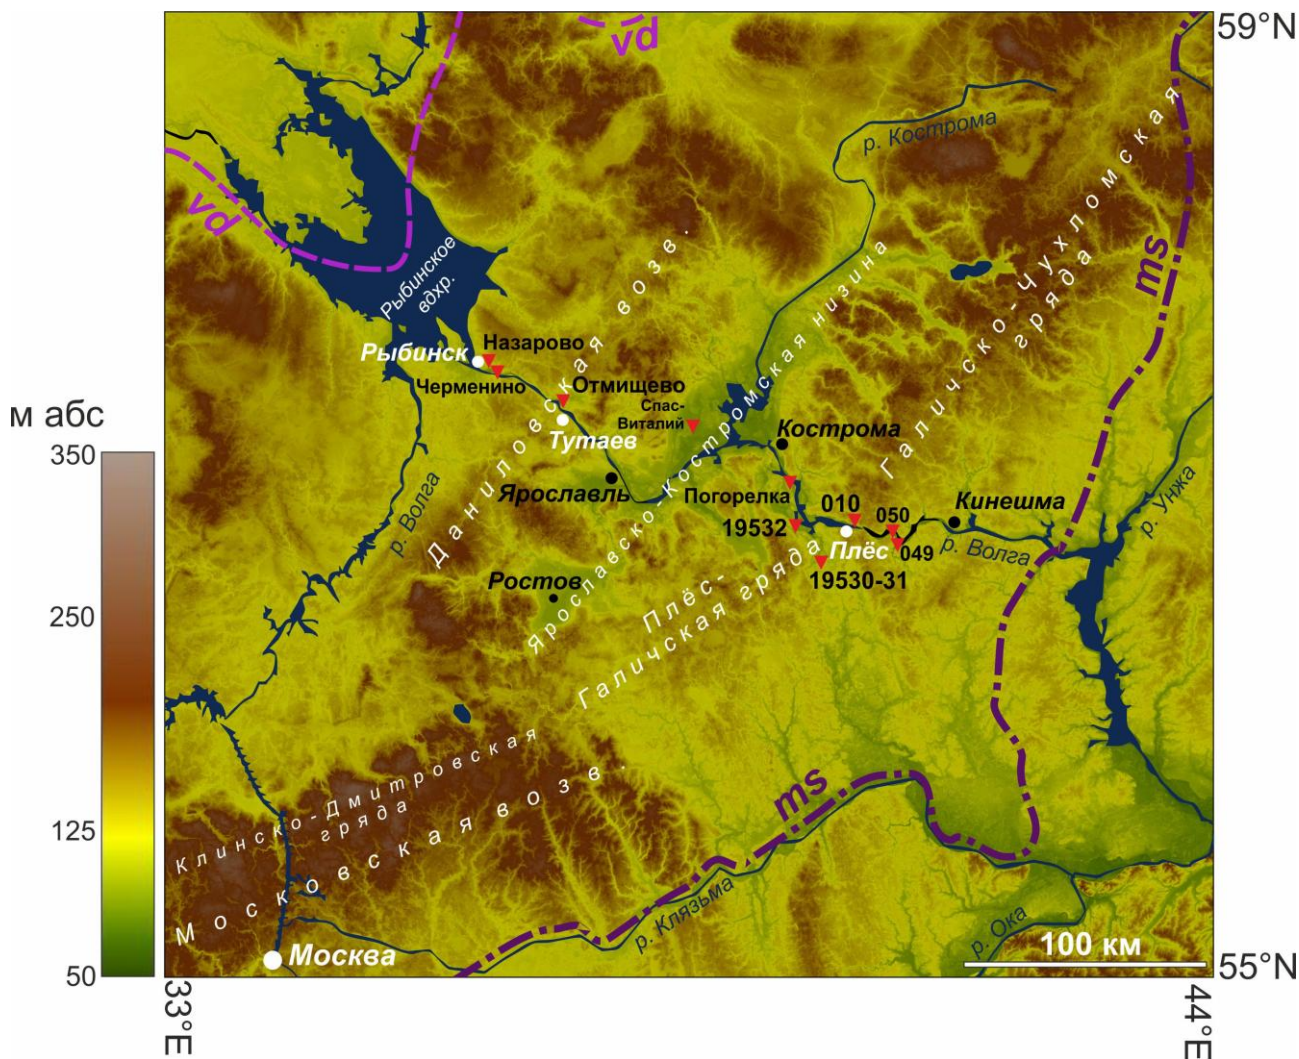 59°N
vd
vd
р. Кострома
ms
Рыбинское
вдхр.
Даниловская возв.
Ярославско-Костромская низина
Галичско-Чухломская
гряда
Рыбинск
Назарово
Черменино
Отмищево
Спас-
Виталий
Тутаев
Кострома
м абс
350
250
125
50
Ярославль
Погорелка
010
050
Кинешма
р. Унжа
19532
Плёс
049
р. Волга
р. Волга
19530-31
Ростов
Плёс-
Галичская гряда
Клинско-Дмитровская
гряда
Московская возв.
ms
р. Клязьма
р. Ока
Москва
100 км
55°N
33°E
44°E